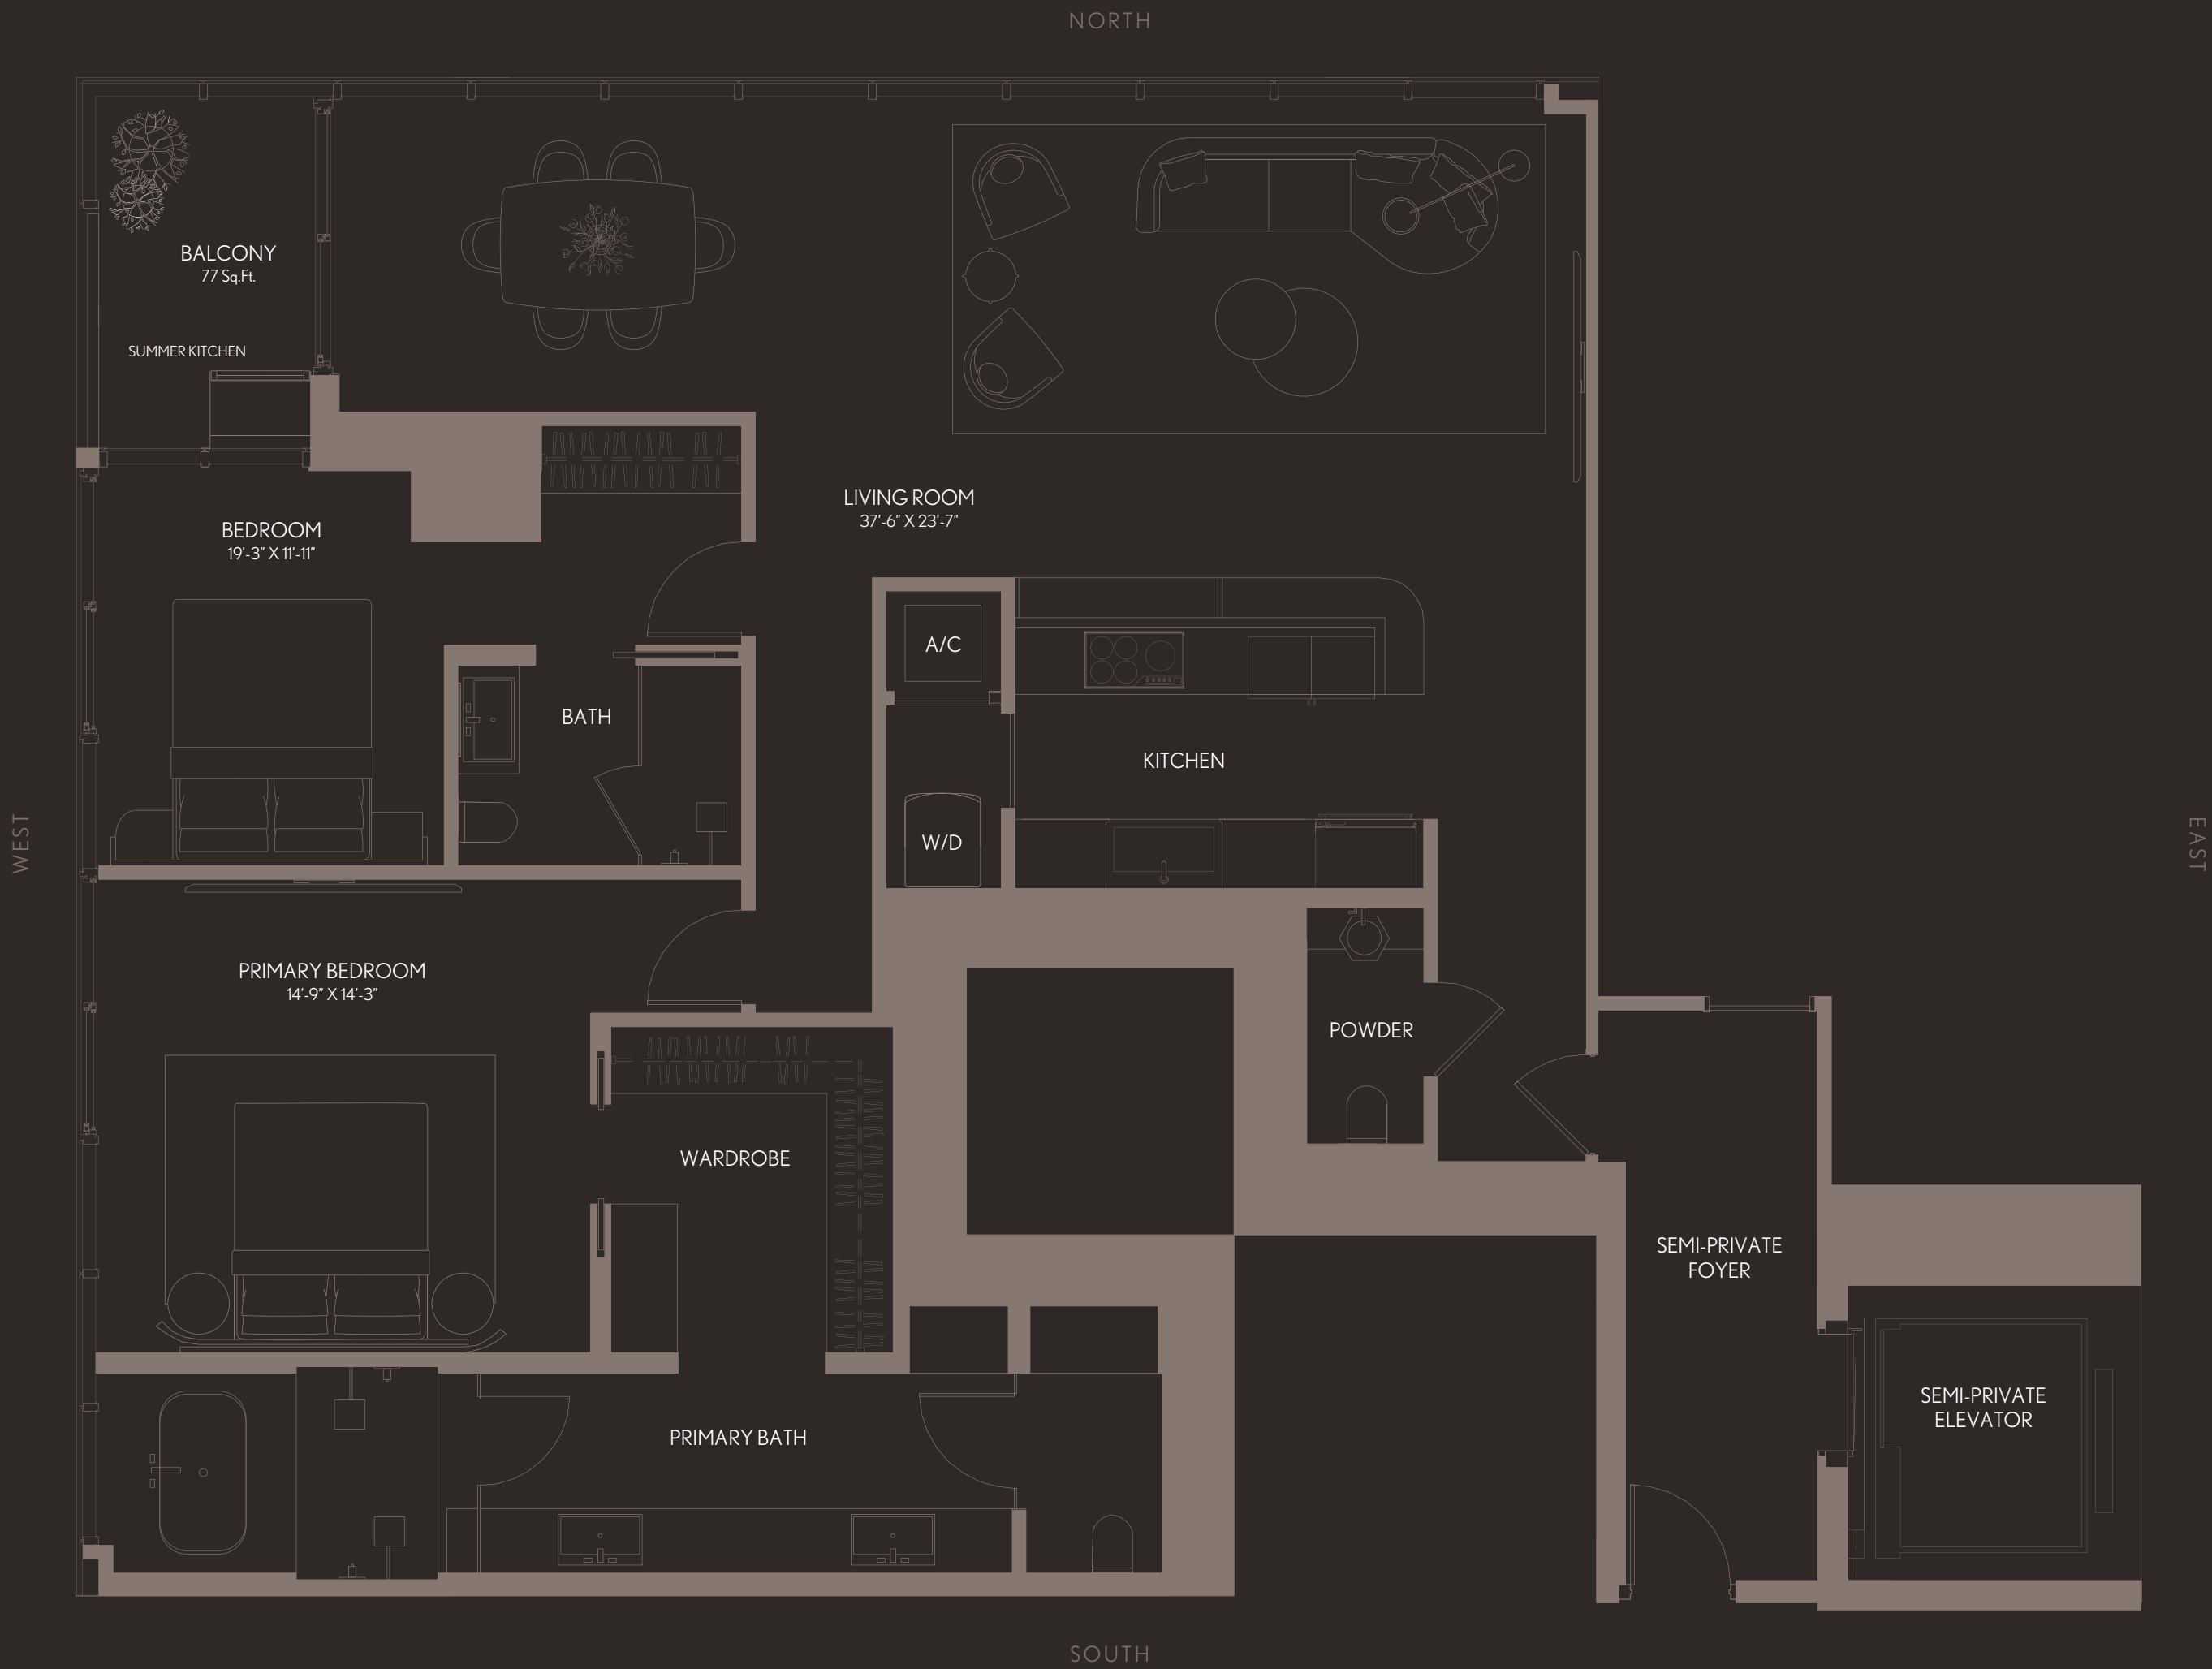 NORTH
BALCONY
77 Sq.Ft.
SUMMER KITCHEN
LIVING ROOM
37'-6" X 23'-7"
BEDROOM
19'-3" X 11'-11"
A/C
BATH
KITCHEN
WEST
EAST
W/D
PRIMARY BEDROOM
14'-9" X 14'-3"
POWDER
WARDROBE
SEMI-PRIVATE
FOYER
SEMI-PRIVATE
ELEVATOR
PRIMARY BATH
SOUTH